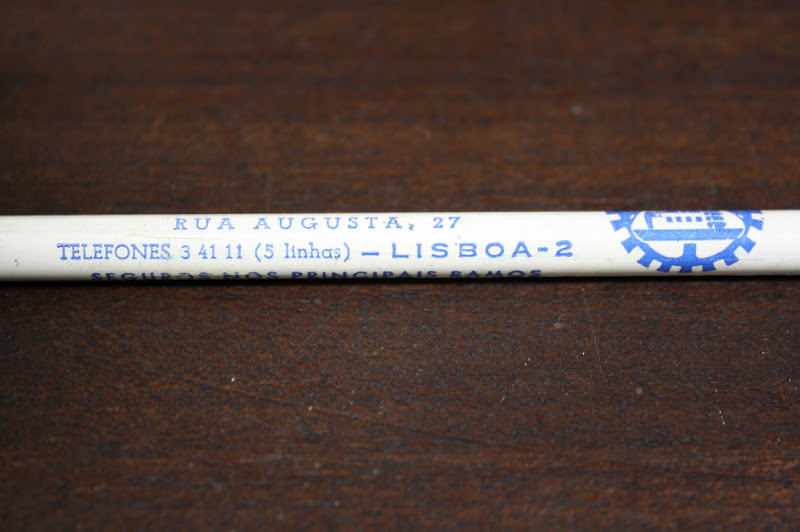 RUA AUGUSTA, 27
TELEFONES 3 41 11 (5 linhas) — LISBOA-2
SEGUROS NOS PRINCIPAIS RAMOS